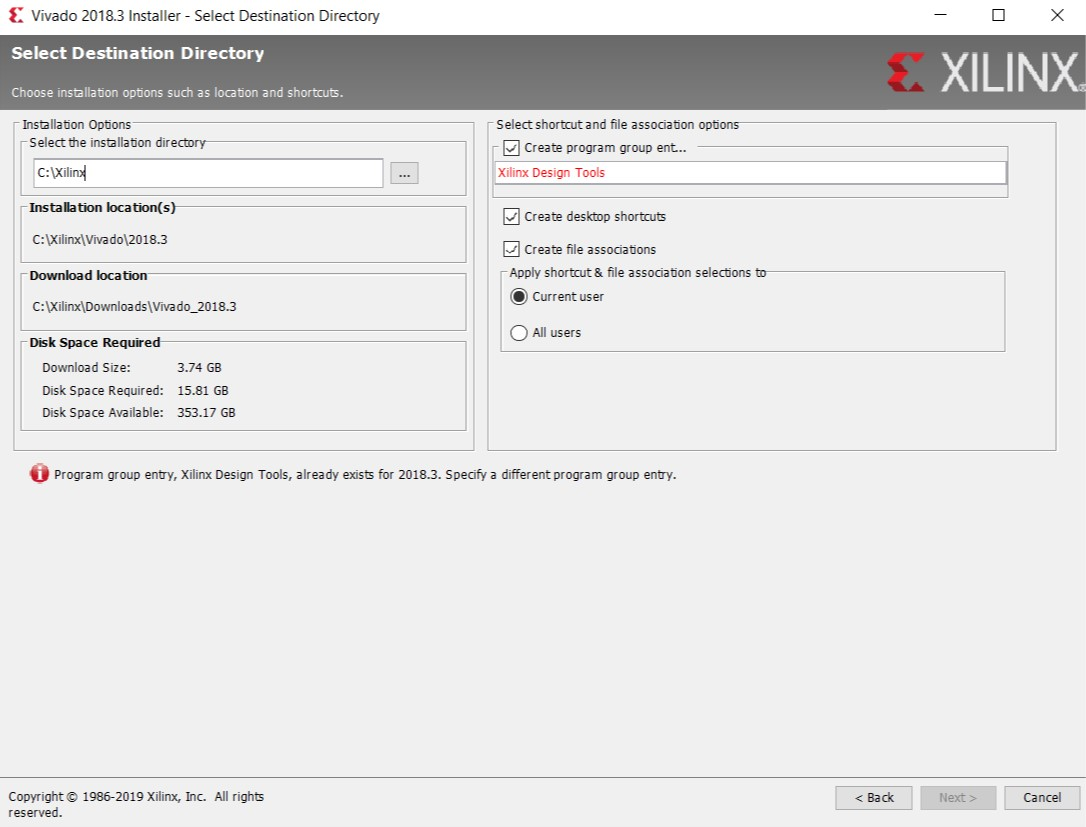 Vivado 2018.3 Installer - Select Destination Directory
Select Destination Directory
Choose installation options such as location and shortcuts.
XILINX®
Installation Options
Select the installation directory
C:\Xilinx
...
Installation location(s)
C:\Xilinx\Vivado\2018.3
Download location
C:\Xilinx\Downloads\Vivado_2018.3
Disk Space Required
Download Size: 3.74 GB
Disk Space Required: 15.81 GB
Disk Space Available: 353.17 GB
Select shortcut and file association options
Create program group ent...
Xilinx Design Tools
Create desktop shortcuts
Create file associations
Apply shortcut & file association selections to
Current user
All users
Program group entry, Xilinx Design Tools, already exists for 2018.3. Specify a different program group entry.
Copyright © 1986-2019 Xilinx, Inc. All rights
reserved.
< Back Next > Cancel